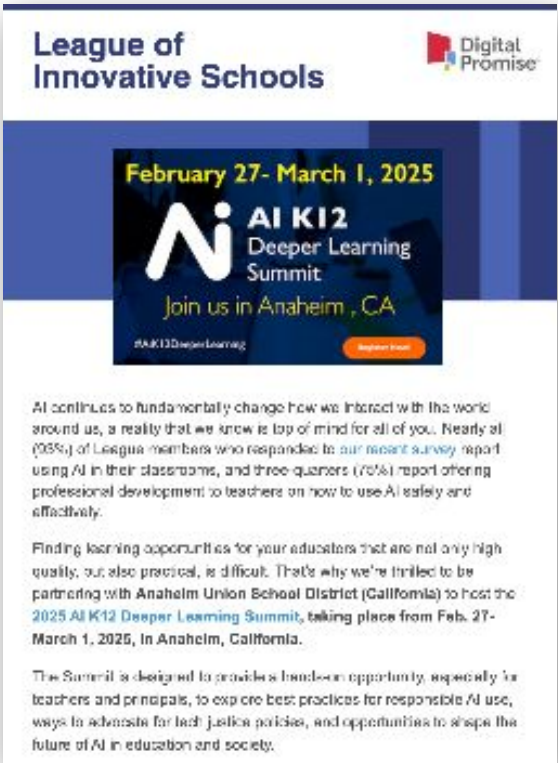 League of
Innovative Schools
Digital
Promise
February 27- March 1, 2025
Ai
AI K12
Deeper Learning
Summit
Join us in Anaheim , CA
#AiK12DeeperLearning
Register Now!
AI continues to fundamentally change how we interact with the world
around us, a reality that we know is top of mind for all of you. Nearly all
(93%) of League members who responded to our recent survey report
using AI in their classrooms, and three-quarters (75%) report offering
professional development to teachers on how to use AI safely and
effectively.
Finding learning opportunities for your educators that are not only high
quality, but also practical, is difficult. That's why we're thrilled to be
partnering with Anaheim Union School District (California) to host the
2025 AI K12 Deeper Learning Summit, taking place from Feb. 27-
March 1, 2025, in Anaheim, California.
The Summit is designed to provide a hands-on opportunity, especially for
teachers and principals, to explore best practices for responsible AI use,
ways to advocate for tech justice policies, and opportunities to shape the
future of AI in education and society.